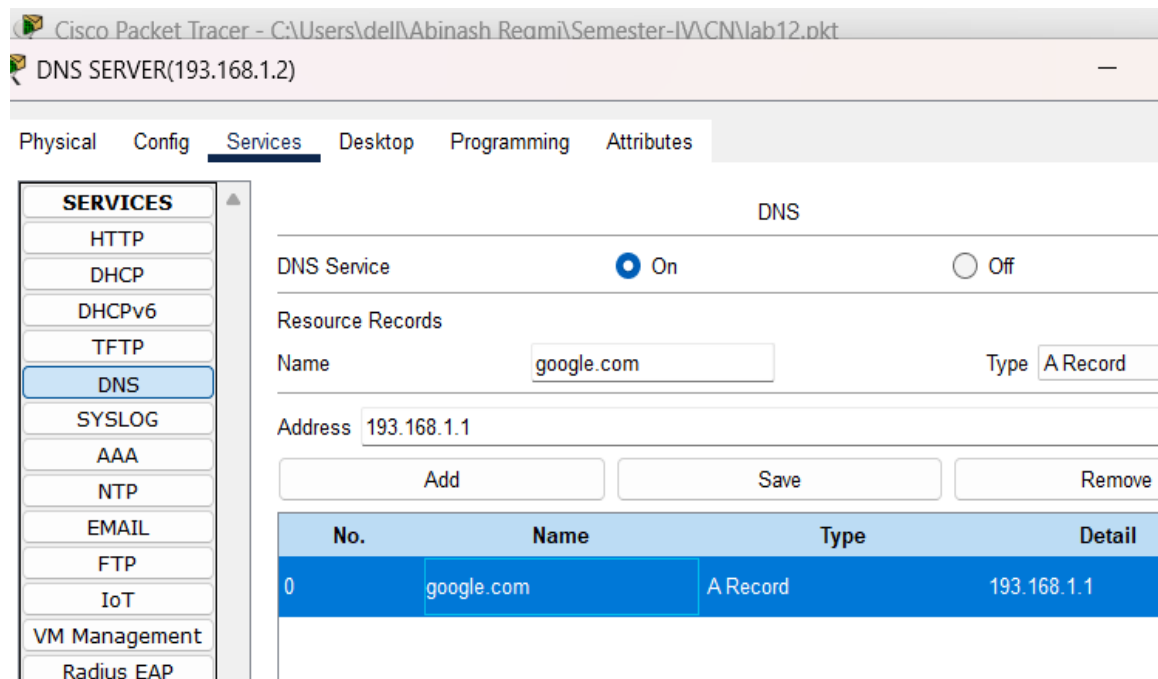 Cisco Packet Tracer - C:\Users\dell\Abinash Regmi\Semester-IV\CN\lab12.pkt
DNS SERVER(193.168.1.2)
Physical Config Services Desktop Programming Attributes
SERVICES
HTTP
DHCP
DHCPv6
TFTP
DNS
SYSLOG
AAA
NTP
EMAIL
FTP
IoT
VM Management
Radius EAP
DNS
DNS Service On Off
Resource Records
Name google.com Type A Record
Address 193.168.1.1
Add Save Remove
No. Name Type Detail
0 google.com A Record 193.168.1.1